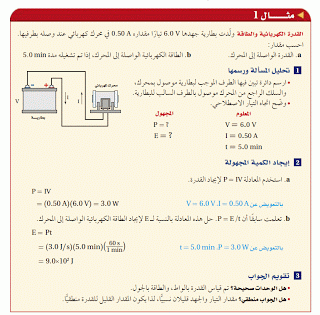 مثال 1
القدرة الكهربائية والطاقة ولّدت بطارية جهدها 6.0 V تيارًا مقداره 0.50 A في محرك كهربائي عند وصله بطرفيها.
احسب مقدار:
a. القدرة الواصلة إلى المحرك. b. الطاقة الكهربائية الواصلة إلى المحرك، إذا تم تشغيله مدة 5.0 min
1 تحليل المسألة ورسمها
• ارسم دائرة تبين فيها الطرف الموجب لبطارية موصول بمحرك، والسلك الراجع من المحرك موصول بالطرف السالب للبطارية.
• وضح اتجاه التيار الاصطلاحي.
المعلوم المجهول
V = 6.0 V P = ?
I = 0.50 A E = ?
t = 5.0 min
محرك كهربائي
I
I
V
بطارية
2 إيجاد الكمية المجهولة
a. استخدم المعادلة P = IV لإيجاد القدرة.
P = IV
= (0.50 A)(6.0 V) = 3.0 W
بالتعويض عن V = 6.0 V، I = 0.50 A
b. تعلمت سابقًا أن P = E/t. حل هذه المعادلة بالنسبة لـ E لإيجاد الطاقة الكهربائية الواصلة إلى المحرك.
E = Pt
= (3.0 J/s)(5.0 min)(60 s / 1 min)
بالتعويض عن t = 5.0 min، P = 3.0 W
= 9.0×10² J
3 تقويم الجواب
• هل الوحدات صحيحة؟ تم قياس القدرة بالواط، والطاقة بالجول.
• هل الجواب منطقي؟ مقدار التيار والجهد قليلان نسبيًّا، لذا يكون المقدار القليل للقدرة منطقيًّا.